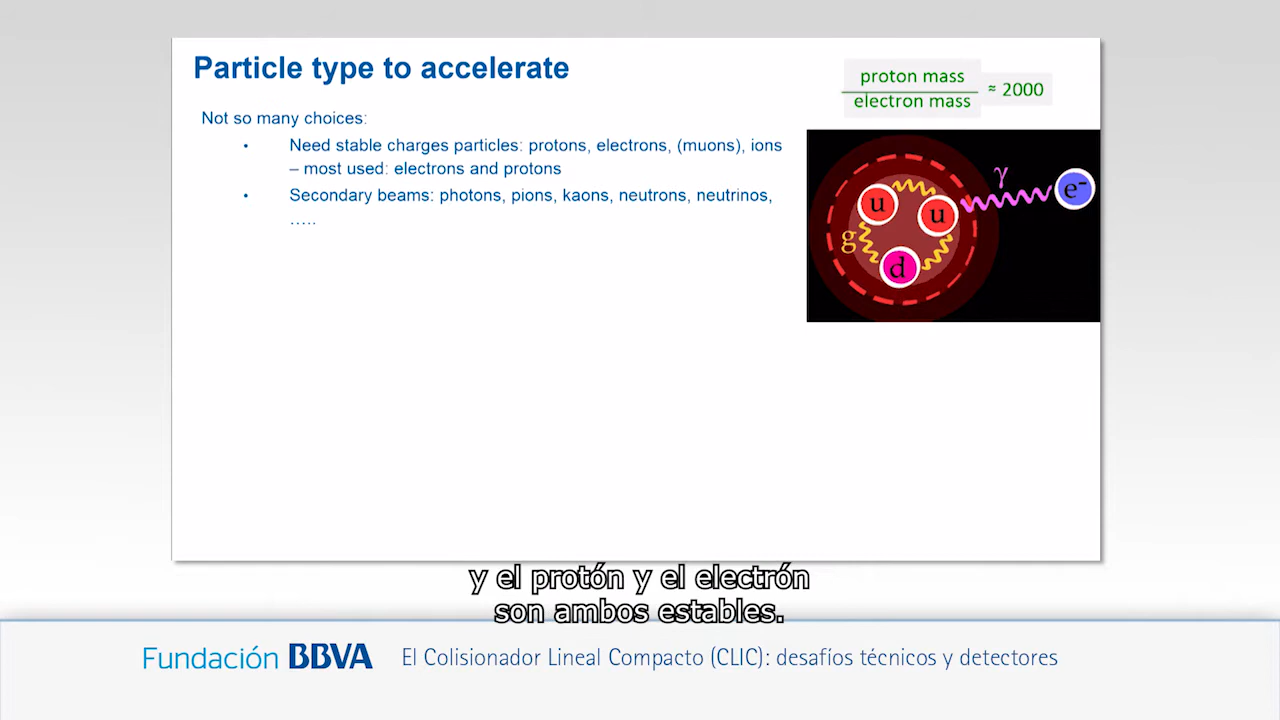 Particle type to accelerate
proton mass
electron mass
≈ 2000
Not so many choices:
• Need stable charges particles: protons, electrons, (muons), ions
– most used: electrons and protons
• Secondary beams: photons, pions, kaons, neutrons, neutrinos,
.....
u
u
d
g
γ
e-
y el protón y el electrón
son ambos estables.
Fundación BBVA
El Colisionador Lineal Compacto (CLIC): desafíos técnicos y detectores